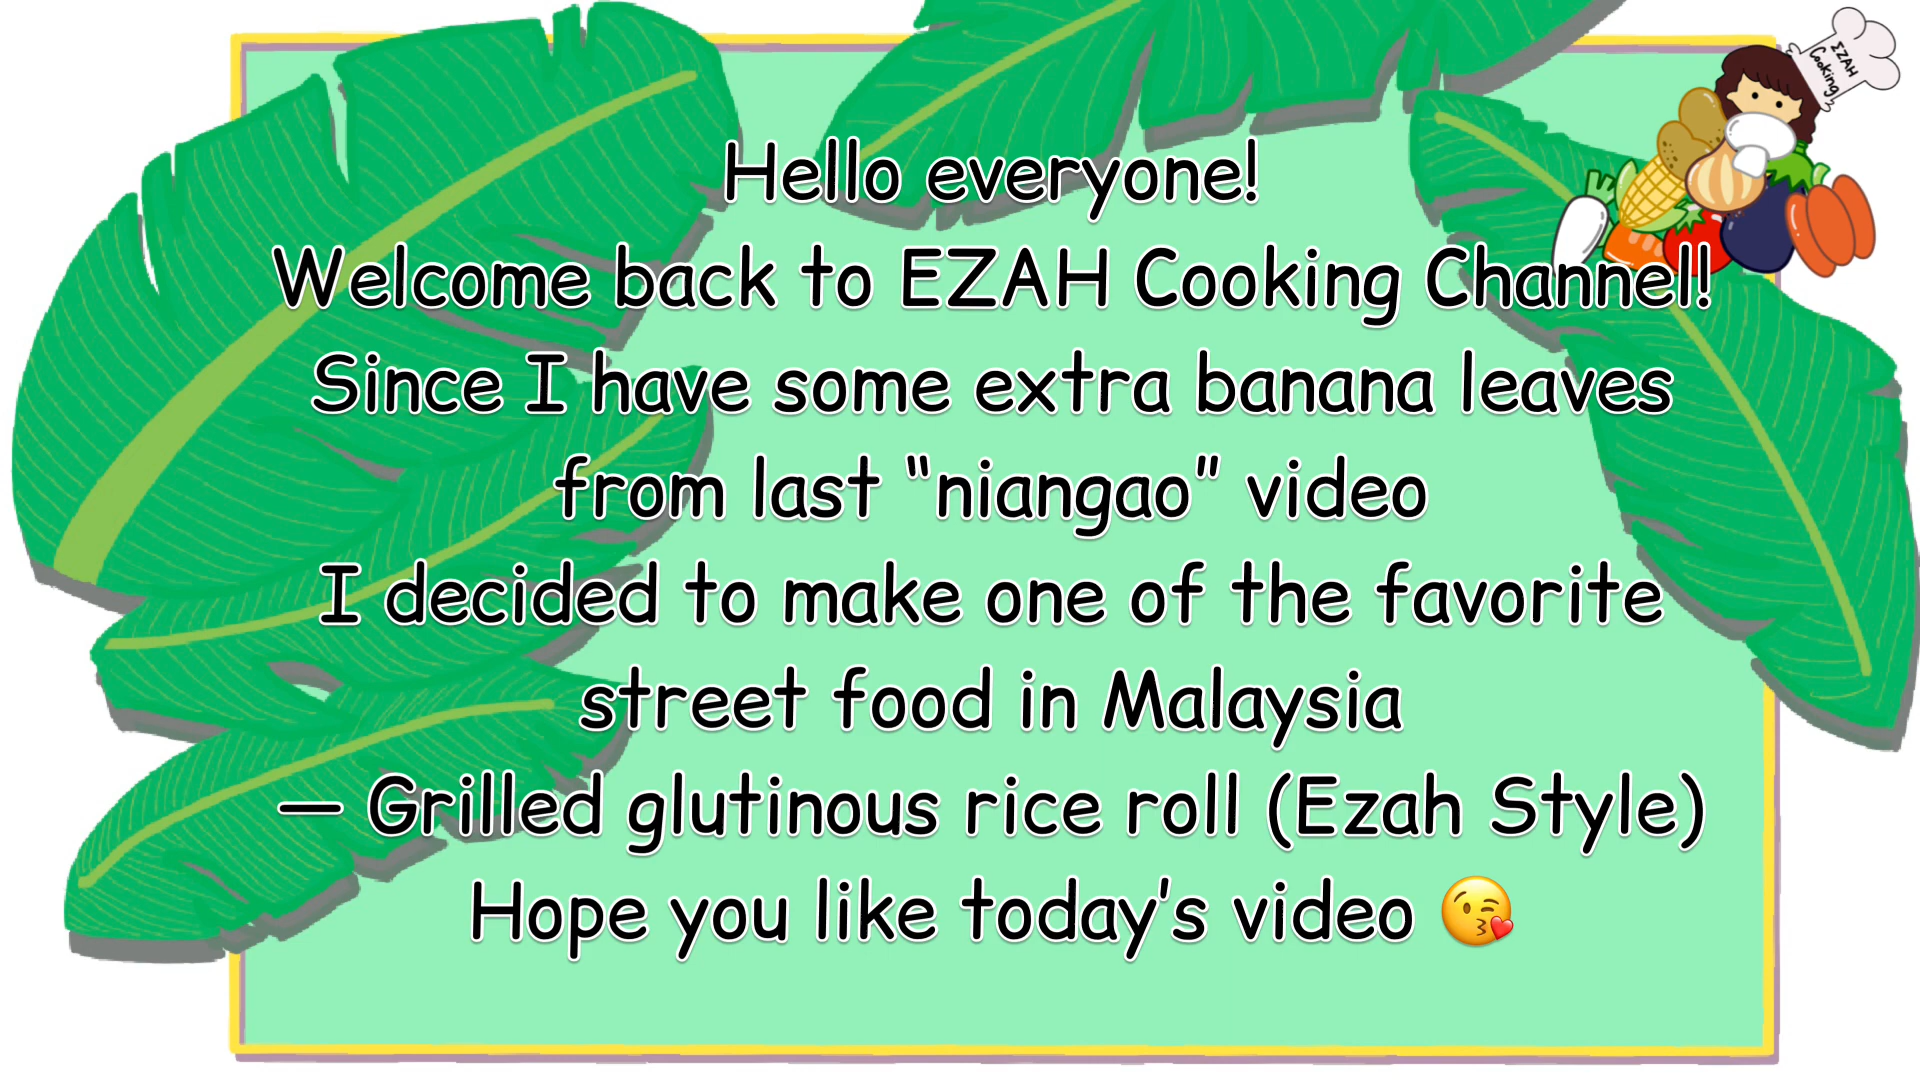 EZAH
Cooking
Hello everyone!
Welcome back to EZAH Cooking Channel!
Since I have some extra banana leaves
from last “niangao” video
I decided to make one of the favorite
street food in Malaysia
— Grilled glutinous rice roll (Ezah Style)
Hope you like today’s video 😘